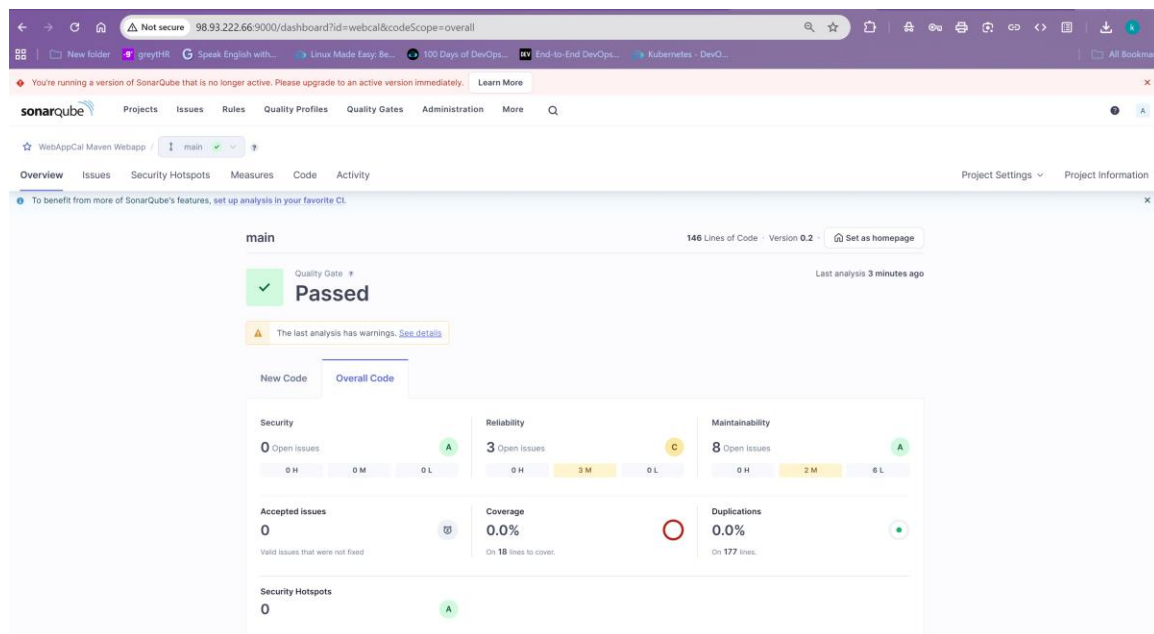 Not secure 98.93.222.66:9000/dashboard?id=webcal&codeScope=overall
New folder greytHR Speak English with... Linux Made Easy: Be... 100 Days of DevOps... DEV End-to-End DevOps... Kubernetes - DevO... All Bookma
You're running a version of SonarQube that is no longer active. Please upgrade to an active version immediately. Learn More
sonarqube Projects Issues Rules Quality Profiles Quality Gates Administration More A
WebAppCal Maven Webapp / main ?
Overview Issues Security Hotspots Measures Code Activity Project Settings Project Information
To benefit from more of SonarQube's features, set up analysis in your favorite CI.
main 146 Lines of Code · Version 0.2 · Set as homepage
Quality Gate ? Last analysis 3 minutes ago
Passed
The last analysis has warnings. See details
New Code Overall Code
Security Reliability Maintainability
0 Open issues A 3 Open issues C 8 Open issues A
0 H 0 M 0 L 0 H 3 M 0 L 0 H 2 M 6 L
Accepted issues Coverage Duplications
0 0.0% 0.0%
Valid issues that were not fixed On 18 lines to cover. On 177 lines.
Security Hotspots
0 A